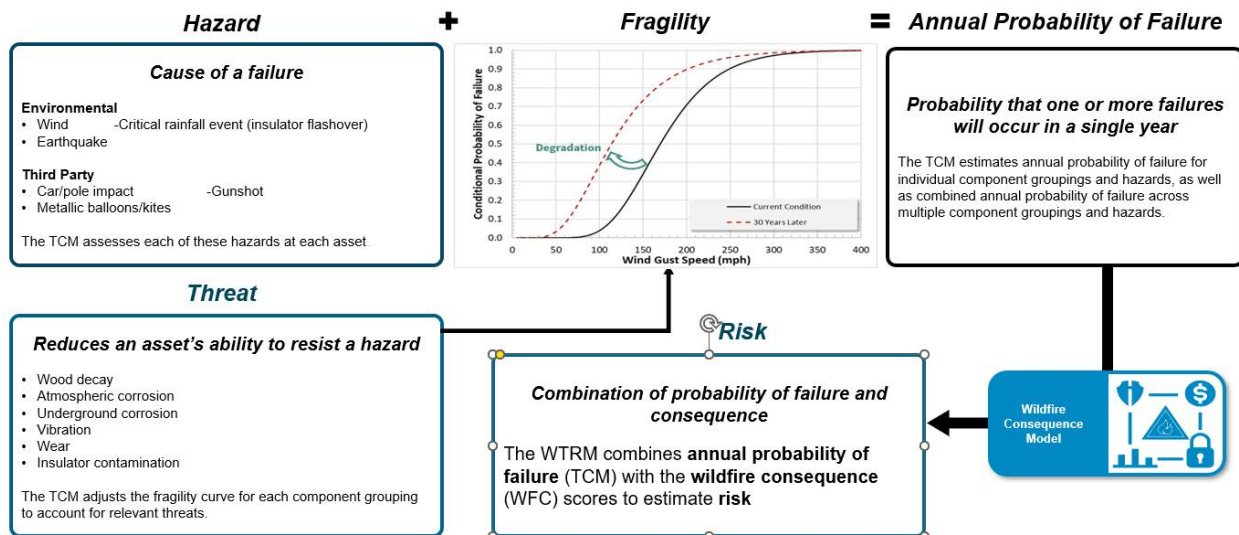 Hazard + Fragility = Annual Probability of Failure
Cause of a failure
Environmental
• Wind -Critical rainfall event (insulator flashover)
• Earthquake
Third Party
• Car/pole impact -Gunshot
• Metallic balloons/kites
The TCM assesses each of these hazards at each asset
Conditional Probability of Failure
1.0
0.9
0.8
0.7
0.6
0.5
0.4
0.3
0.2
0.1
0.0
Degradation
Current Condition
30 Years Later
0 50 100 150 200 250 300 350 400
Wind Gust Speed (mph)
Probability that one or more failures
will occur in a single year
The TCM estimates annual probability of failure for
individual component groupings and hazards, as well
as combined annual probability of failure across
multiple component groupings and hazards.
Threat
Reduces an asset's ability to resist a hazard
• Wood decay
• Atmospheric corrosion
• Underground corrosion
• Vibration
• Wear
• Insulator contamination
The TCM adjusts the fragility curve for each component grouping
to account for relevant threats.
Risk
Combination of probability of failure and
consequence
The WTRM combines annual probability of
failure (TCM) with the wildfire consequence
(WFC) scores to estimate risk
Wildfire
Consequence
Model
$